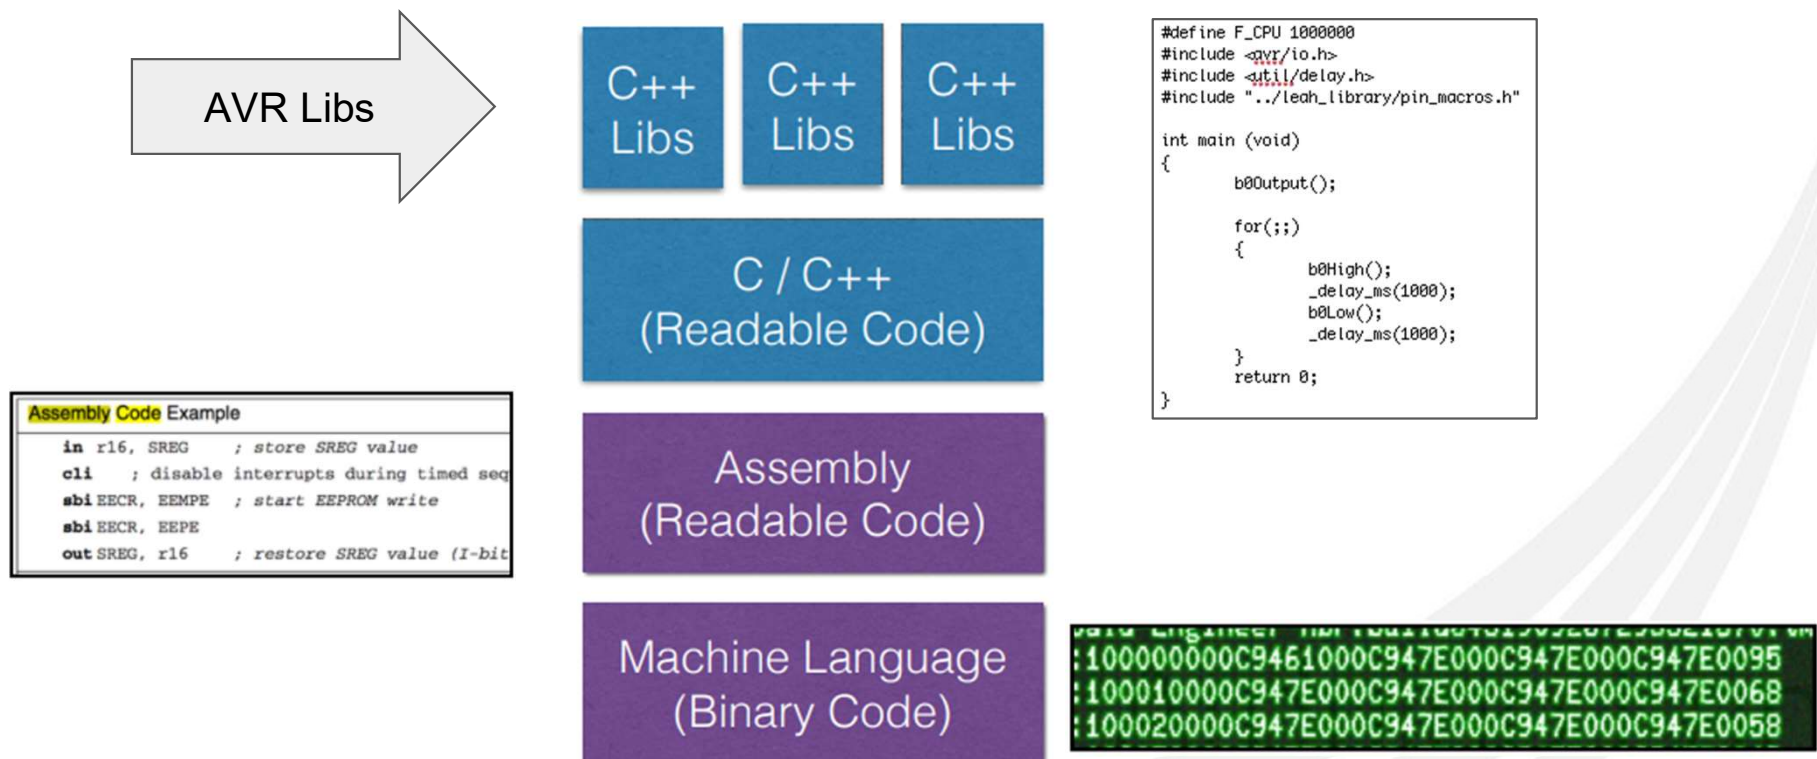 AVR Libs
C++
Libs
C++
Libs
C++
Libs
C / C++
(Readable Code)
Assembly
(Readable Code)
Machine Language
(Binary Code)
#define F_CPU 1000000
#include <avr/io.h>
#include <util/delay.h>
#include "../leah_library/pin_macros.h"
int main (void)
{
b0Output();
for(;;)
{
b0High();
_delay_ms(1000);
b0Low();
_delay_ms(1000);
}
return 0;
}
Assembly Code Example
in r16, SREG ; store SREG value
cli ; disable interrupts during timed seq
sbi EECR, EEMPE ; start EEPROM write
sbi EECR, EEPE
out SREG, r16 ; restore SREG value (I-bit
:100000000C9461000C947E000C947E000C947E0095
:100010000C947E000C947E000C947E000C947E0068
:100020000C947E000C947E000C947E000C947E0058